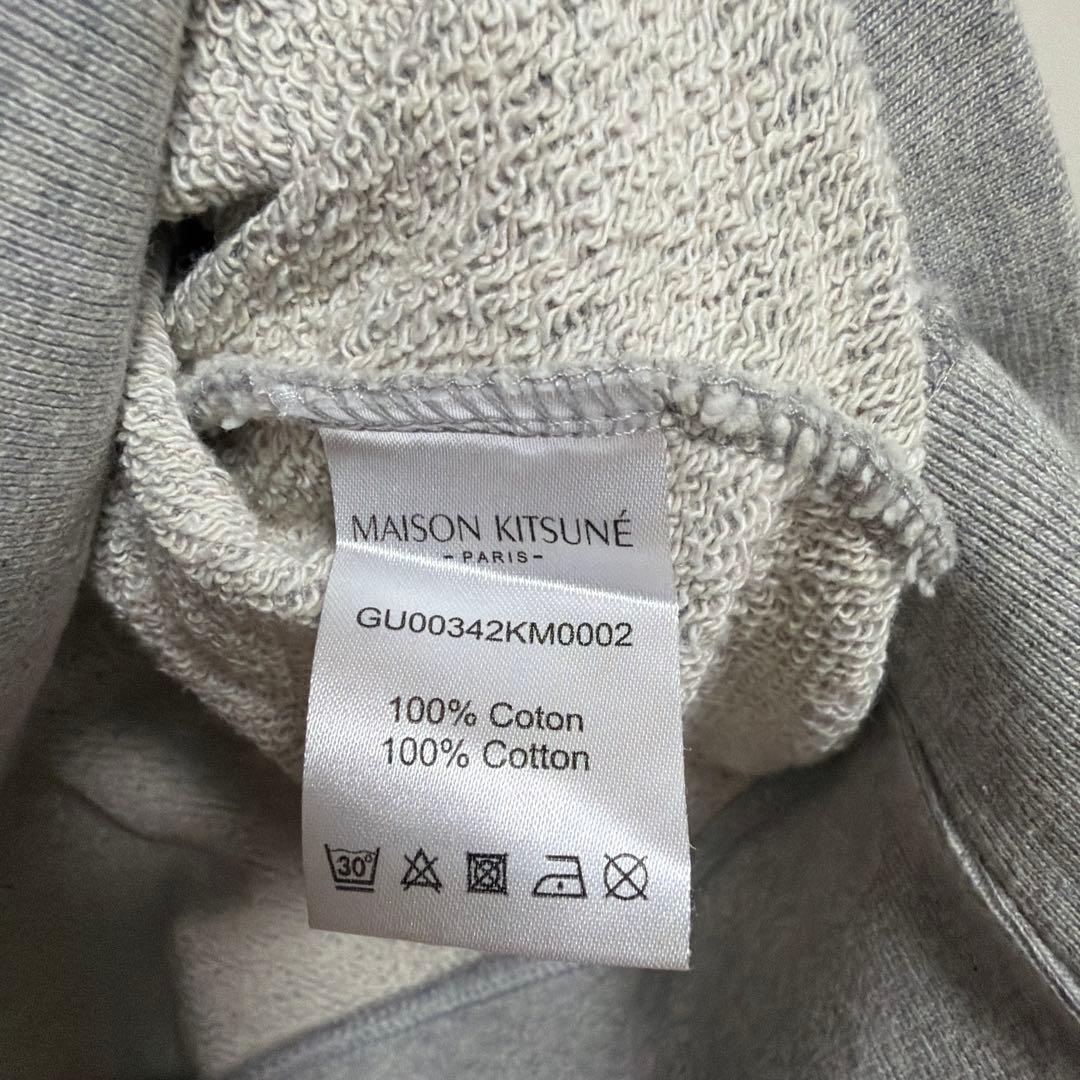 MAISON KITSUNÉ
- PARIS -
GU00342KM0002
100% Coton
100% Cotton
30°